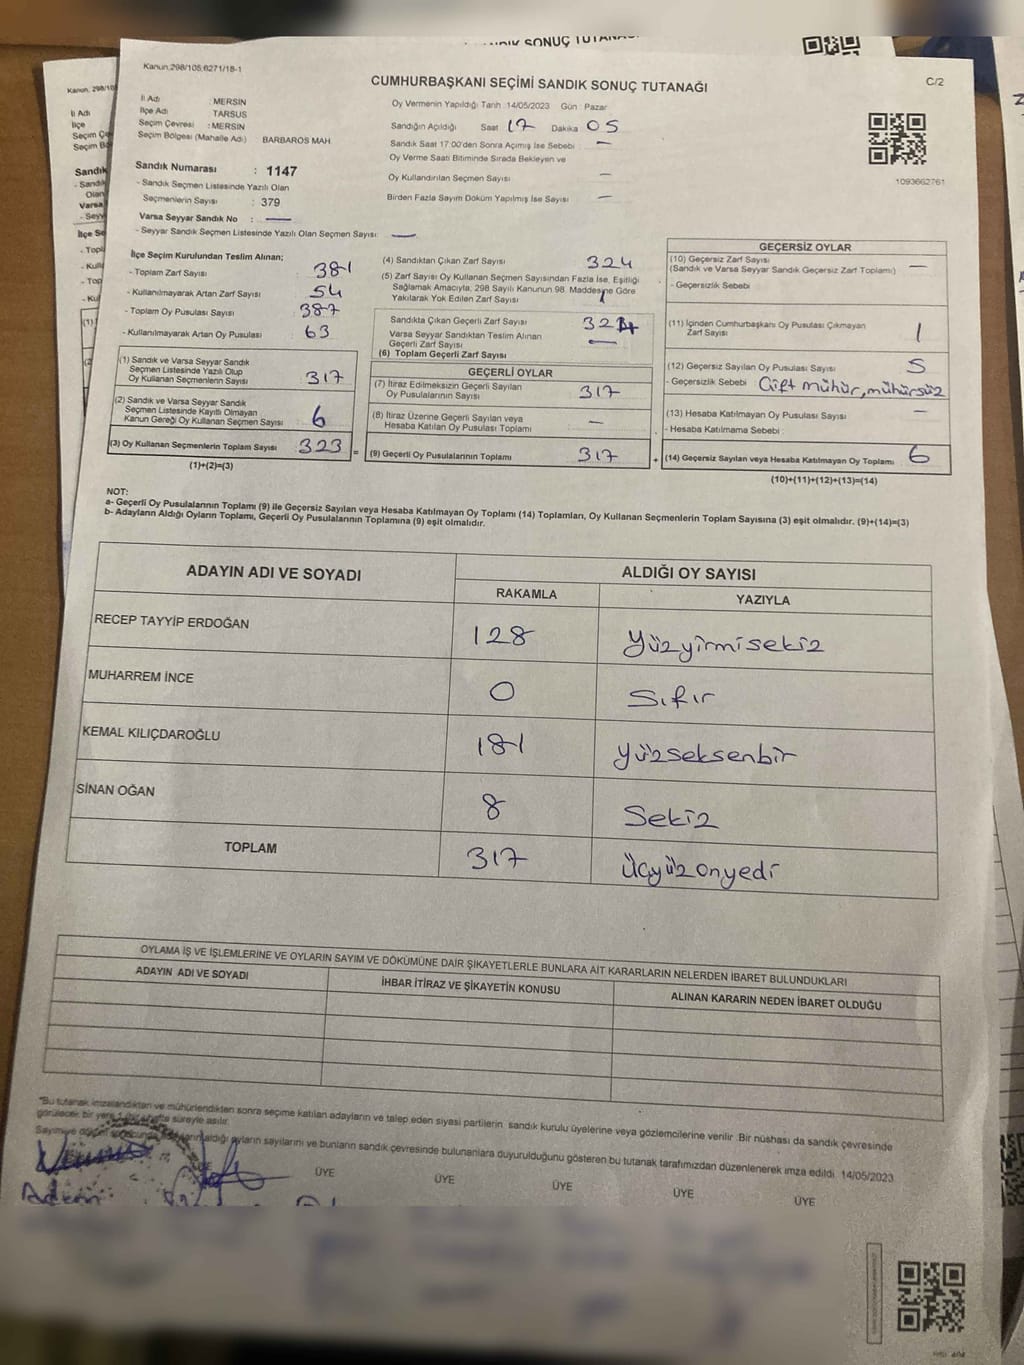 Kanun:298/105,6271/18-1
CUMHURBAŞKANI SEÇİMİ SANDIK SONUÇ TUTANAĞI
C/2
İl Adı : MERSİN
İlçe Adı : TARSUS
Seçim Çevresi : MERSİN
Seçim Bölgesi (Mahalle Adı) BARBAROS MAH.
Sandık Numarası : 1147
- Sandık Seçmen Listesinde Yazılı Olan
Seçmenlerin Sayısı : 379
Varsa Seyyar Sandık No : —
- Seyyar Sandık Seçmen Listesinde Yazılı Olan Seçmen Sayısı: —
Oy Vermenin Yapıldığı Tarih :14/05/2023 Gün : Pazar
Sandığın Açıldığı Saat 17 Dakika 05
Sandık Saat 17:00'den Sonra Açımış İse Sebebi —
Oy Verme Saati Bitiminde Sırada Bekleyen ve
Oy Kullandırılan Seçmen Sayısı —
Birden Fazla Sayım Döküm Yapılmış İse Sayısı —
1093662761
İlçe Seçim Kurulundan Teslim Alınan;
- Toplam Zarf Sayısı 381
- Kullanılmayarak Artan Zarf Sayısı 54
- Toplam Oy Pusulası Sayısı 387
- Kullanılmayarak Artan Oy Pusulası 63
(1) Sandık ve Varsa Seyyar Sandık
Seçmen Listesinde Yazılı Olup
Oy Kullanan Seçmenlerin Sayısı 317
(2) Sandık ve Varsa Seyyar Sandık
Seçmen Listesinde Kayıtlı Olmayan
Kanun Gereği Oy Kullanan Seçmen Sayısı 6
(3) Oy Kullanan Seçmenlerin Toplam Sayısı 323
(1)+(2)=(3)
(4) Sandıktan Çıkan Zarf Sayısı 324
(5) Zarf Sayısı Oy Kullanan Seçmen Sayısından Fazla İse, Eşitliği
Sağlamak Amacıyla, 298 Sayılı Kanunun 98. Maddesine Göre
Yakılarak Yok Edilen Zarf Sayısı 1
Sandıkta Çıkan Geçerli Zarf Sayısı
Varsa Seyyar Sandıktan Teslim Alınan
Geçerli Zarf Sayısı —
(6) Toplam Geçerli Zarf Sayısı
GEÇERLİ OYLAR
(7) İtiraz Edilmeksizin Geçerli Sayılan
Oy Pusulalarının Sayısı 317
(8) İtiraz Üzerine Geçerli Sayılan veya
Hesaba Katılan Oy Pusulası Toplamı —
= (9) Geçerli Oy Pusulalarının Toplamı 317
GEÇERSİZ OYLAR
(10) Geçersiz Zarf Sayısı —
(Sandık ve Varsa Seyyar Sandık Geçersiz Zarf Toplamı)
- Geçersizlik Sebebi
(11) İçinden Cumhurbaşkanı Oy Pusulası Çıkmayan
Zarf Sayısı 1
(12) Geçersiz Sayılan Oy Pusulası Sayısı 5
- Geçersizlik Sebebi Çift mühür, mühürsüz
(13) Hesaba Katılmayan Oy Pusulası Sayısı —
- Hesaba Katılmama Sebebi :
+ (14) Geçersiz Sayılan veya Hesaba Katılmayan Oy Toplamı 6
(10)+(11)+(12)+(13)=(14)
NOT:
a- Geçerli Oy Pusulalarının Toplamı (9) ile Geçersiz Sayılan veya Hesaba Katılmayan Oy Toplamı (14) Toplamları, Oy Kullanan Seçmenlerin Toplam Sayısına (3) eşit olmalıdır. (9)+(14)=(3)
b- Adayların Aldığı Oyların Toplamı, Geçerli Oy Pusulalarının Toplamına (9) eşit olmalıdır.
ADAYIN ADI VE SOYADI ALDIĞI OY SAYISI
RAKAMLA YAZIYLA
RECEP TAYYİP ERDOĞAN 128 Yüzyirmisekiz
MUHARREM İNCE 0 Sıfır
KEMAL KILIÇDAROĞLU 181 yüzseksenbir
SİNAN OĞAN 8 Sekiz
TOPLAM 317 üçyüzonyedi
OYLAMA İŞ VE İŞLEMLERİNE VE OYLARIN SAYIM VE DÖKÜMÜNE DAİR ŞİKAYETLERLE BUNLARA AİT KARARLARIN NELERDEN İBARET BULUNDUKLARI
ADAYIN ADI VE SOYADI İHBAR İTİRAZ VE ŞİKAYETİN KONUSU ALINAN KARARIN NEDEN İBARET OLDUĞU
"Bu tutanak imzalandıktan ve mühürlendikten sonra seçime katılan adayların ve talep eden siyasi partilerin sandık kurulu üyelerine veya gözlemcilerine verilir. Bir nüshası da sandık çevresinde
görülecek bir yere 1 bir hafta süreyle asılır.
aldığı oyların sayılarını ve bunların sandık çevresinde bulunanlara duyurulduğunu gösteren bu tutanak tarafımızdan düzenlenerek imza edildi. 14/05/2023
ÜYE ÜYE ÜYE ÜYE ÜYE